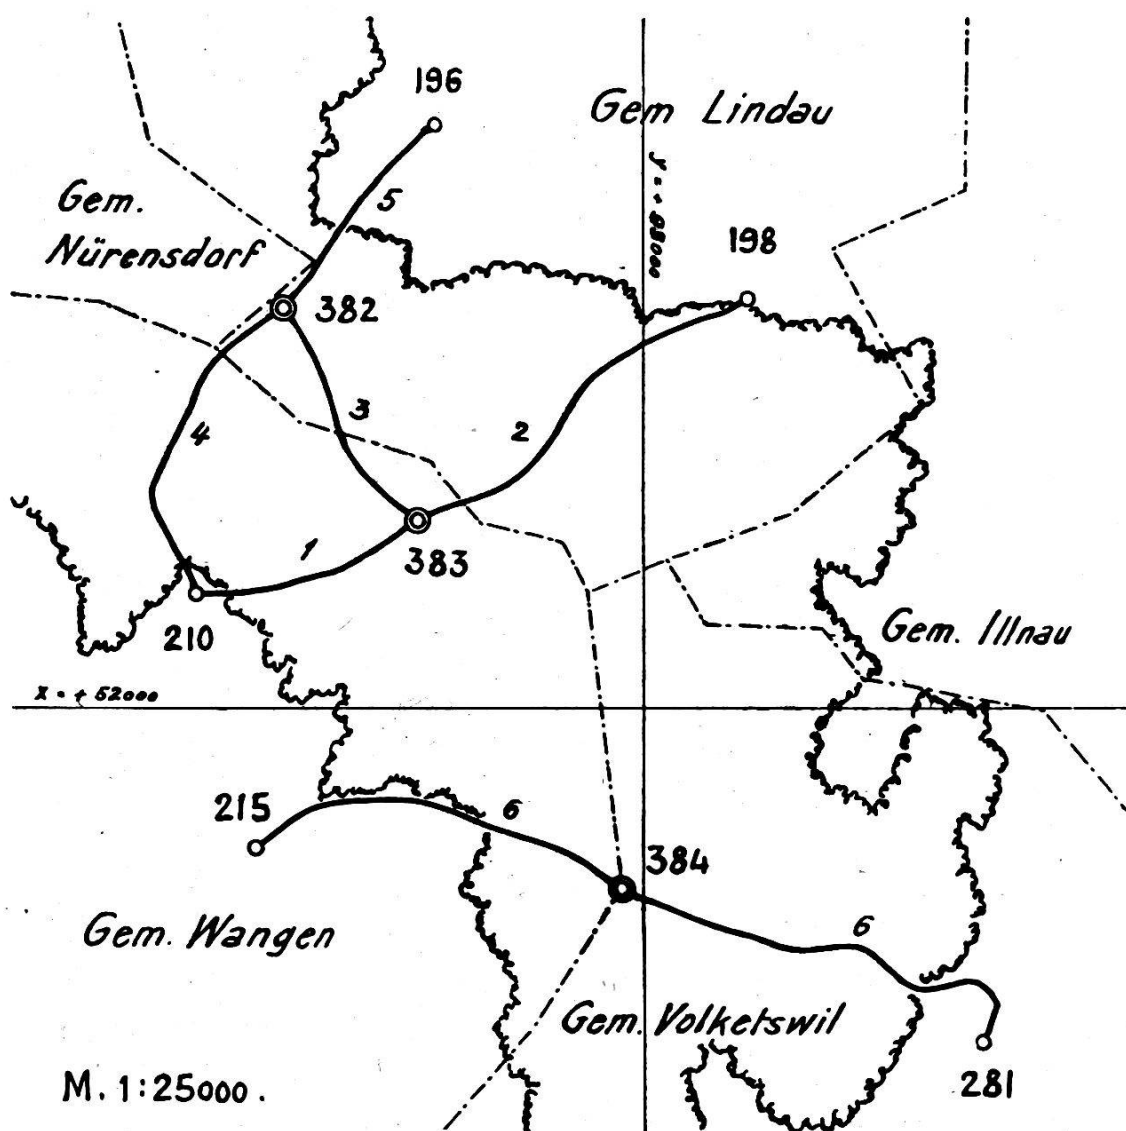 196
Gem Lindau
Gem.
Nürensdorf
5
y = + 88000
198
382
4
3
2
1
383
210
Gem. Illnau
x = + 52000
215
6
384
Gem. Wangen
6
Gem. Volketswil
M. 1:25000.
281